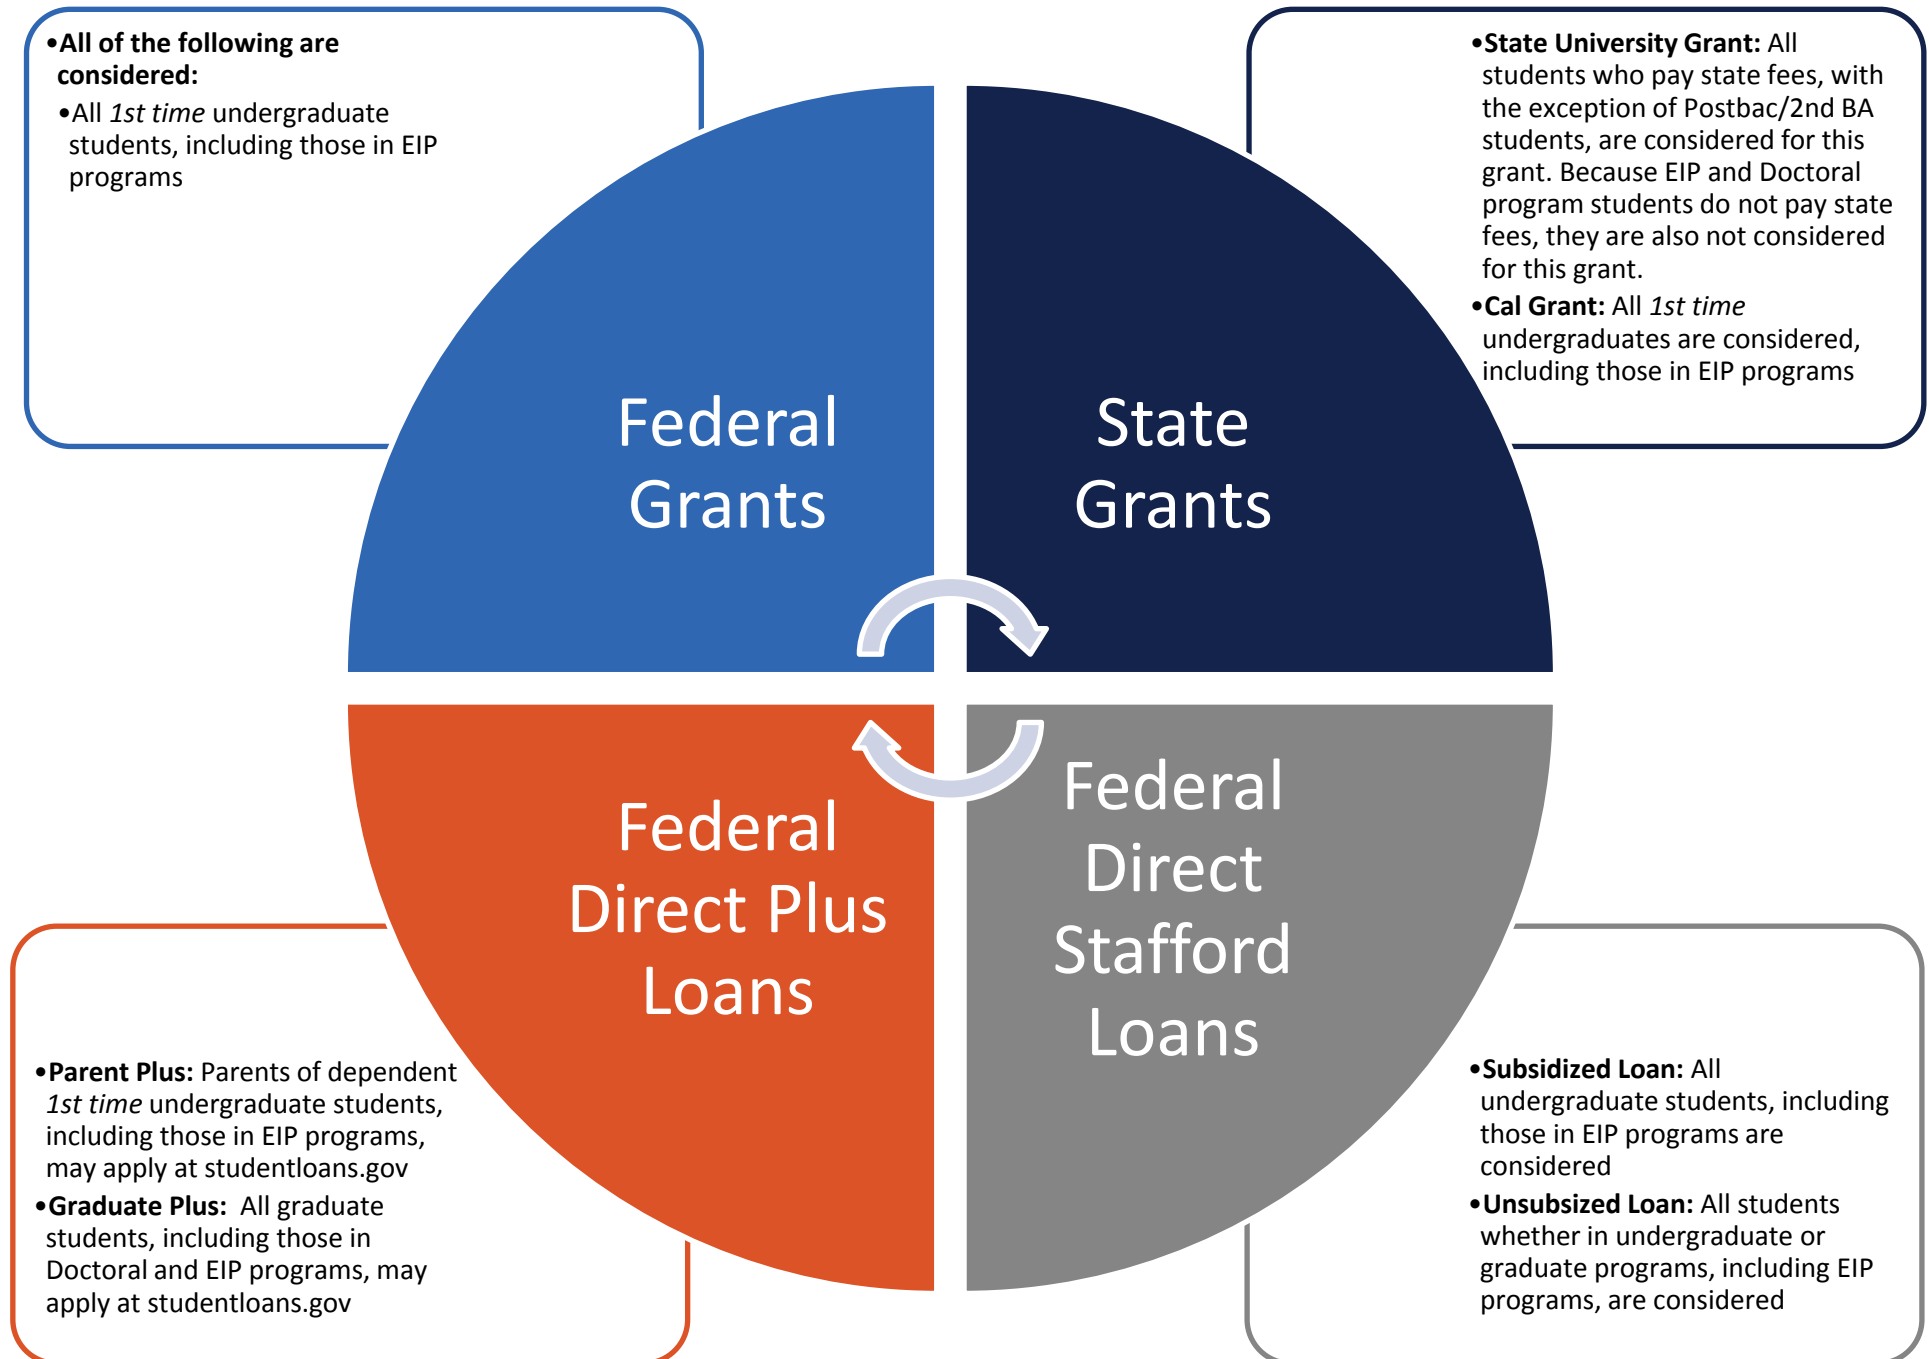 •All of the following are
considered:
•All 1st time undergraduate
students, including those in EIP
programs
•State University Grant: All
students who pay state fees, with
the exception of Postbac/2nd BA
students, are considered for this
grant. Because EIP and Doctoral
program students do not pay state
fees, they are also not considered
for this grant.
•Cal Grant: All 1st time
undergraduates are considered,
including those in EIP programs
Federal
Grants
State
Grants
Federal
Direct Plus
Loans
Federal
Direct
Stafford
Loans
•Parent Plus: Parents of dependent
1st time undergraduate students,
including those in EIP programs,
may apply at studentloans.gov
•Graduate Plus:  All graduate
students, including those in
Doctoral and EIP programs, may
apply at studentloans.gov
•Subsidized Loan: All
undergraduate students, including
those in EIP programs are
considered
•Unsubsized Loan: All students
whether in undergraduate or
graduate programs, including EIP
programs, are considered